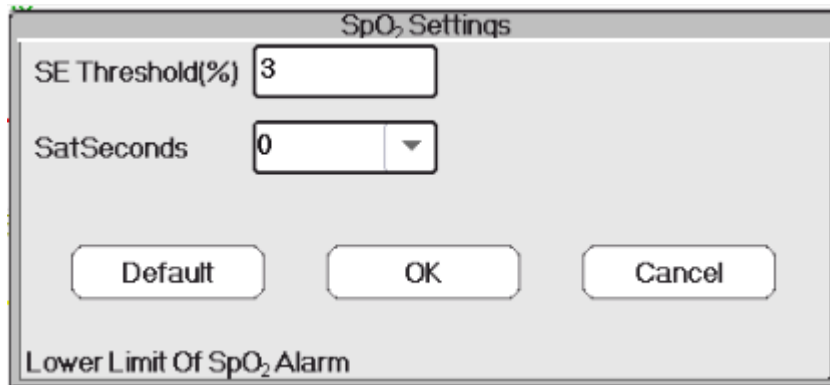 SpO₂ Settings
SE Threshold(%) 3
SatSeconds 0
Default OK Cancel
Lower Limit Of SpO₂ Alarm